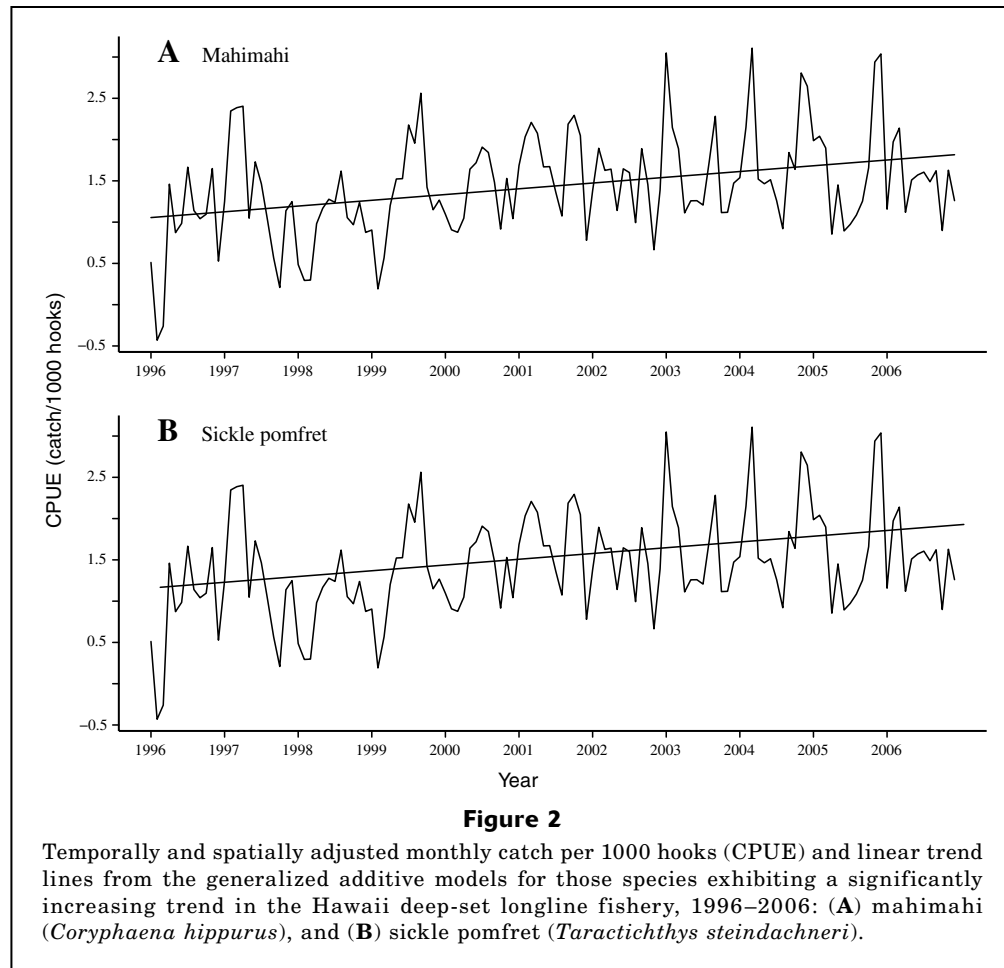 A Mahimahi
2.5
1.5
0.5
–0.5
1996 1997 1998 1999 2000 2001 2002 2003 2004 2005 2006
CPUE (catch/1000 hooks)
B Sickle pomfret
2.5
1.5
0.5
–0.5
1996 1997 1998 1999 2000 2001 2002 2003 2004 2005 2006
Year
Figure 2
Temporally and spatially adjusted monthly catch per 1000 hooks (CPUE) and linear trend
lines from the generalized additive models for those species exhibiting a significantly
increasing trend in the Hawaii deep-set longline fishery, 1996–2006: (A) mahimahi
(Coryphaena hippurus), and (B) sickle pomfret (Taractichthys steindachneri).